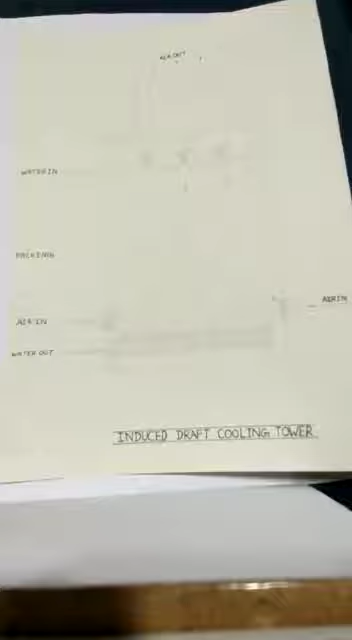 AIR OUT
WATER IN
PACKING
AIR IN
AIR IN
WATER OUT
INDUCED DRAFT COOLING TOWER